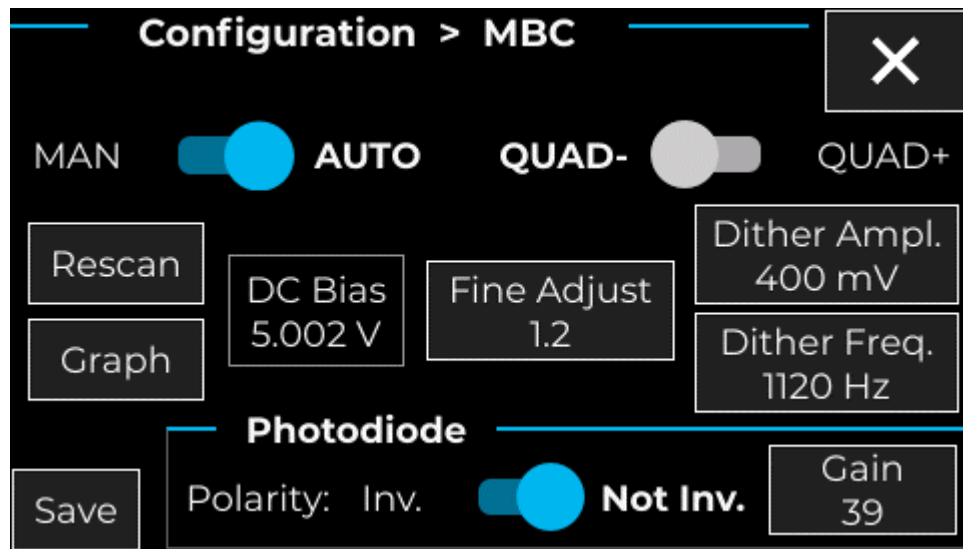 Configuration > MBC
MAN
AUTO
QUAD-
QUAD+
Rescan
Graph
DC Bias
5.002 V
Fine Adjust
1.2
Dither Ampl.
400 mV
Dither Freq.
1120 Hz
Photodiode
Save
Polarity:
Inv.
Not Inv.
Gain
39